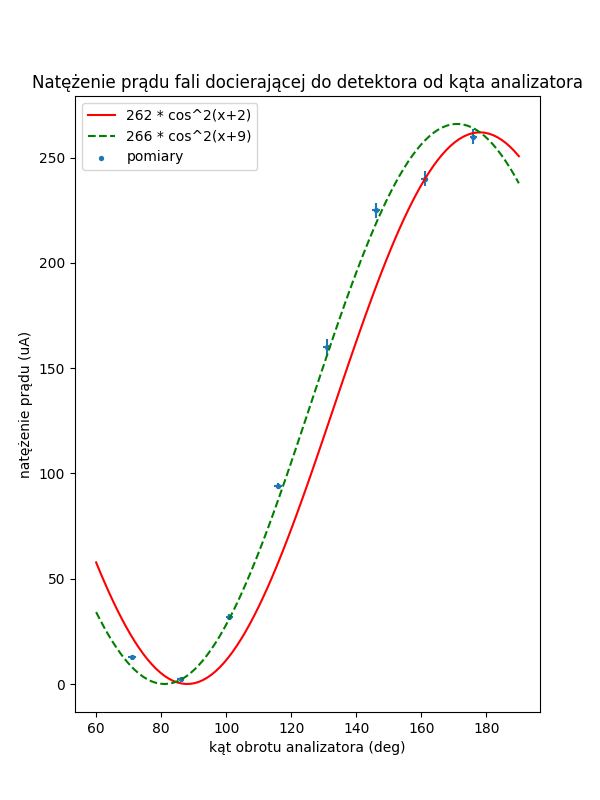 Natężenie prądu fali docierającej do detektora od kąta analizatora
262 * cos^2(x+2)
266 * cos^2(x+9)
pomiary
natężenie prądu (uA)
250
200
150
100
50
0
60 80 100 120 140 160 180
kąt obrotu analizatora (deg)